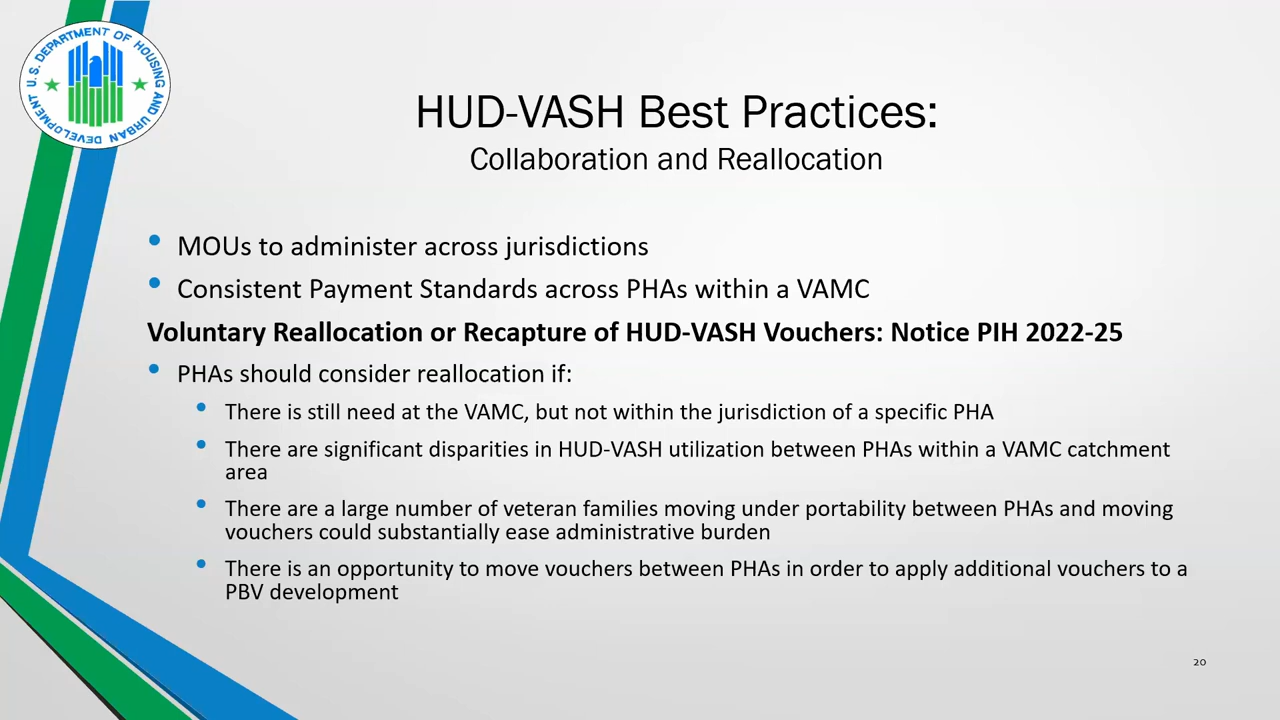 U.S. DEPARTMENT OF HOUSING AND URBAN DEVELOPMENT
HUD-VASH Best Practices:
Collaboration and Reallocation
• MOUs to administer across jurisdictions
• Consistent Payment Standards across PHAs within a VAMC
Voluntary Reallocation or Recapture of HUD-VASH Vouchers: Notice PIH 2022-25
• PHAs should consider reallocation if:
• There is still need at the VAMC, but not within the jurisdiction of a specific PHA
• There are significant disparities in HUD-VASH utilization between PHAs within a VAMC catchment
area
• There are a large number of veteran families moving under portability between PHAs and moving
vouchers could substantially ease administrative burden
• There is an opportunity to move vouchers between PHAs in order to apply additional vouchers to a
PBV development
20